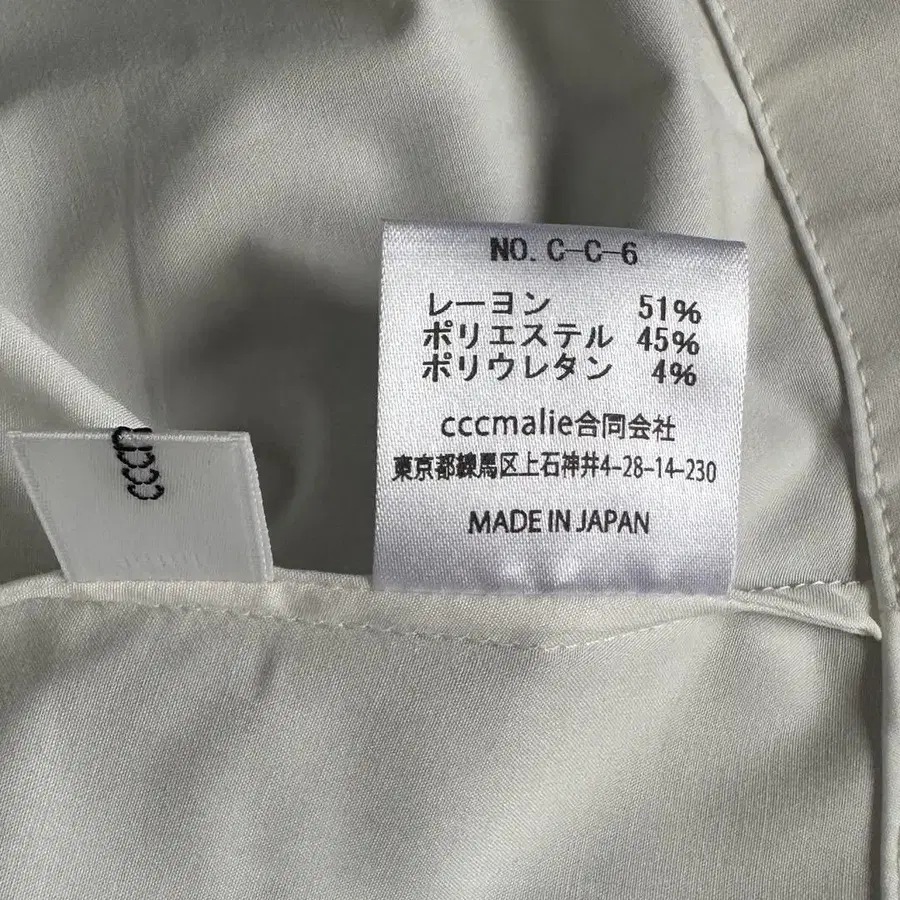 NO. C-C-6
レーヨン 51%
ポリエステル 45%
ポリウレタン 4%
cccmalie合同会社
東京都練馬区上石神井4-28-14-230
MADE IN JAPAN